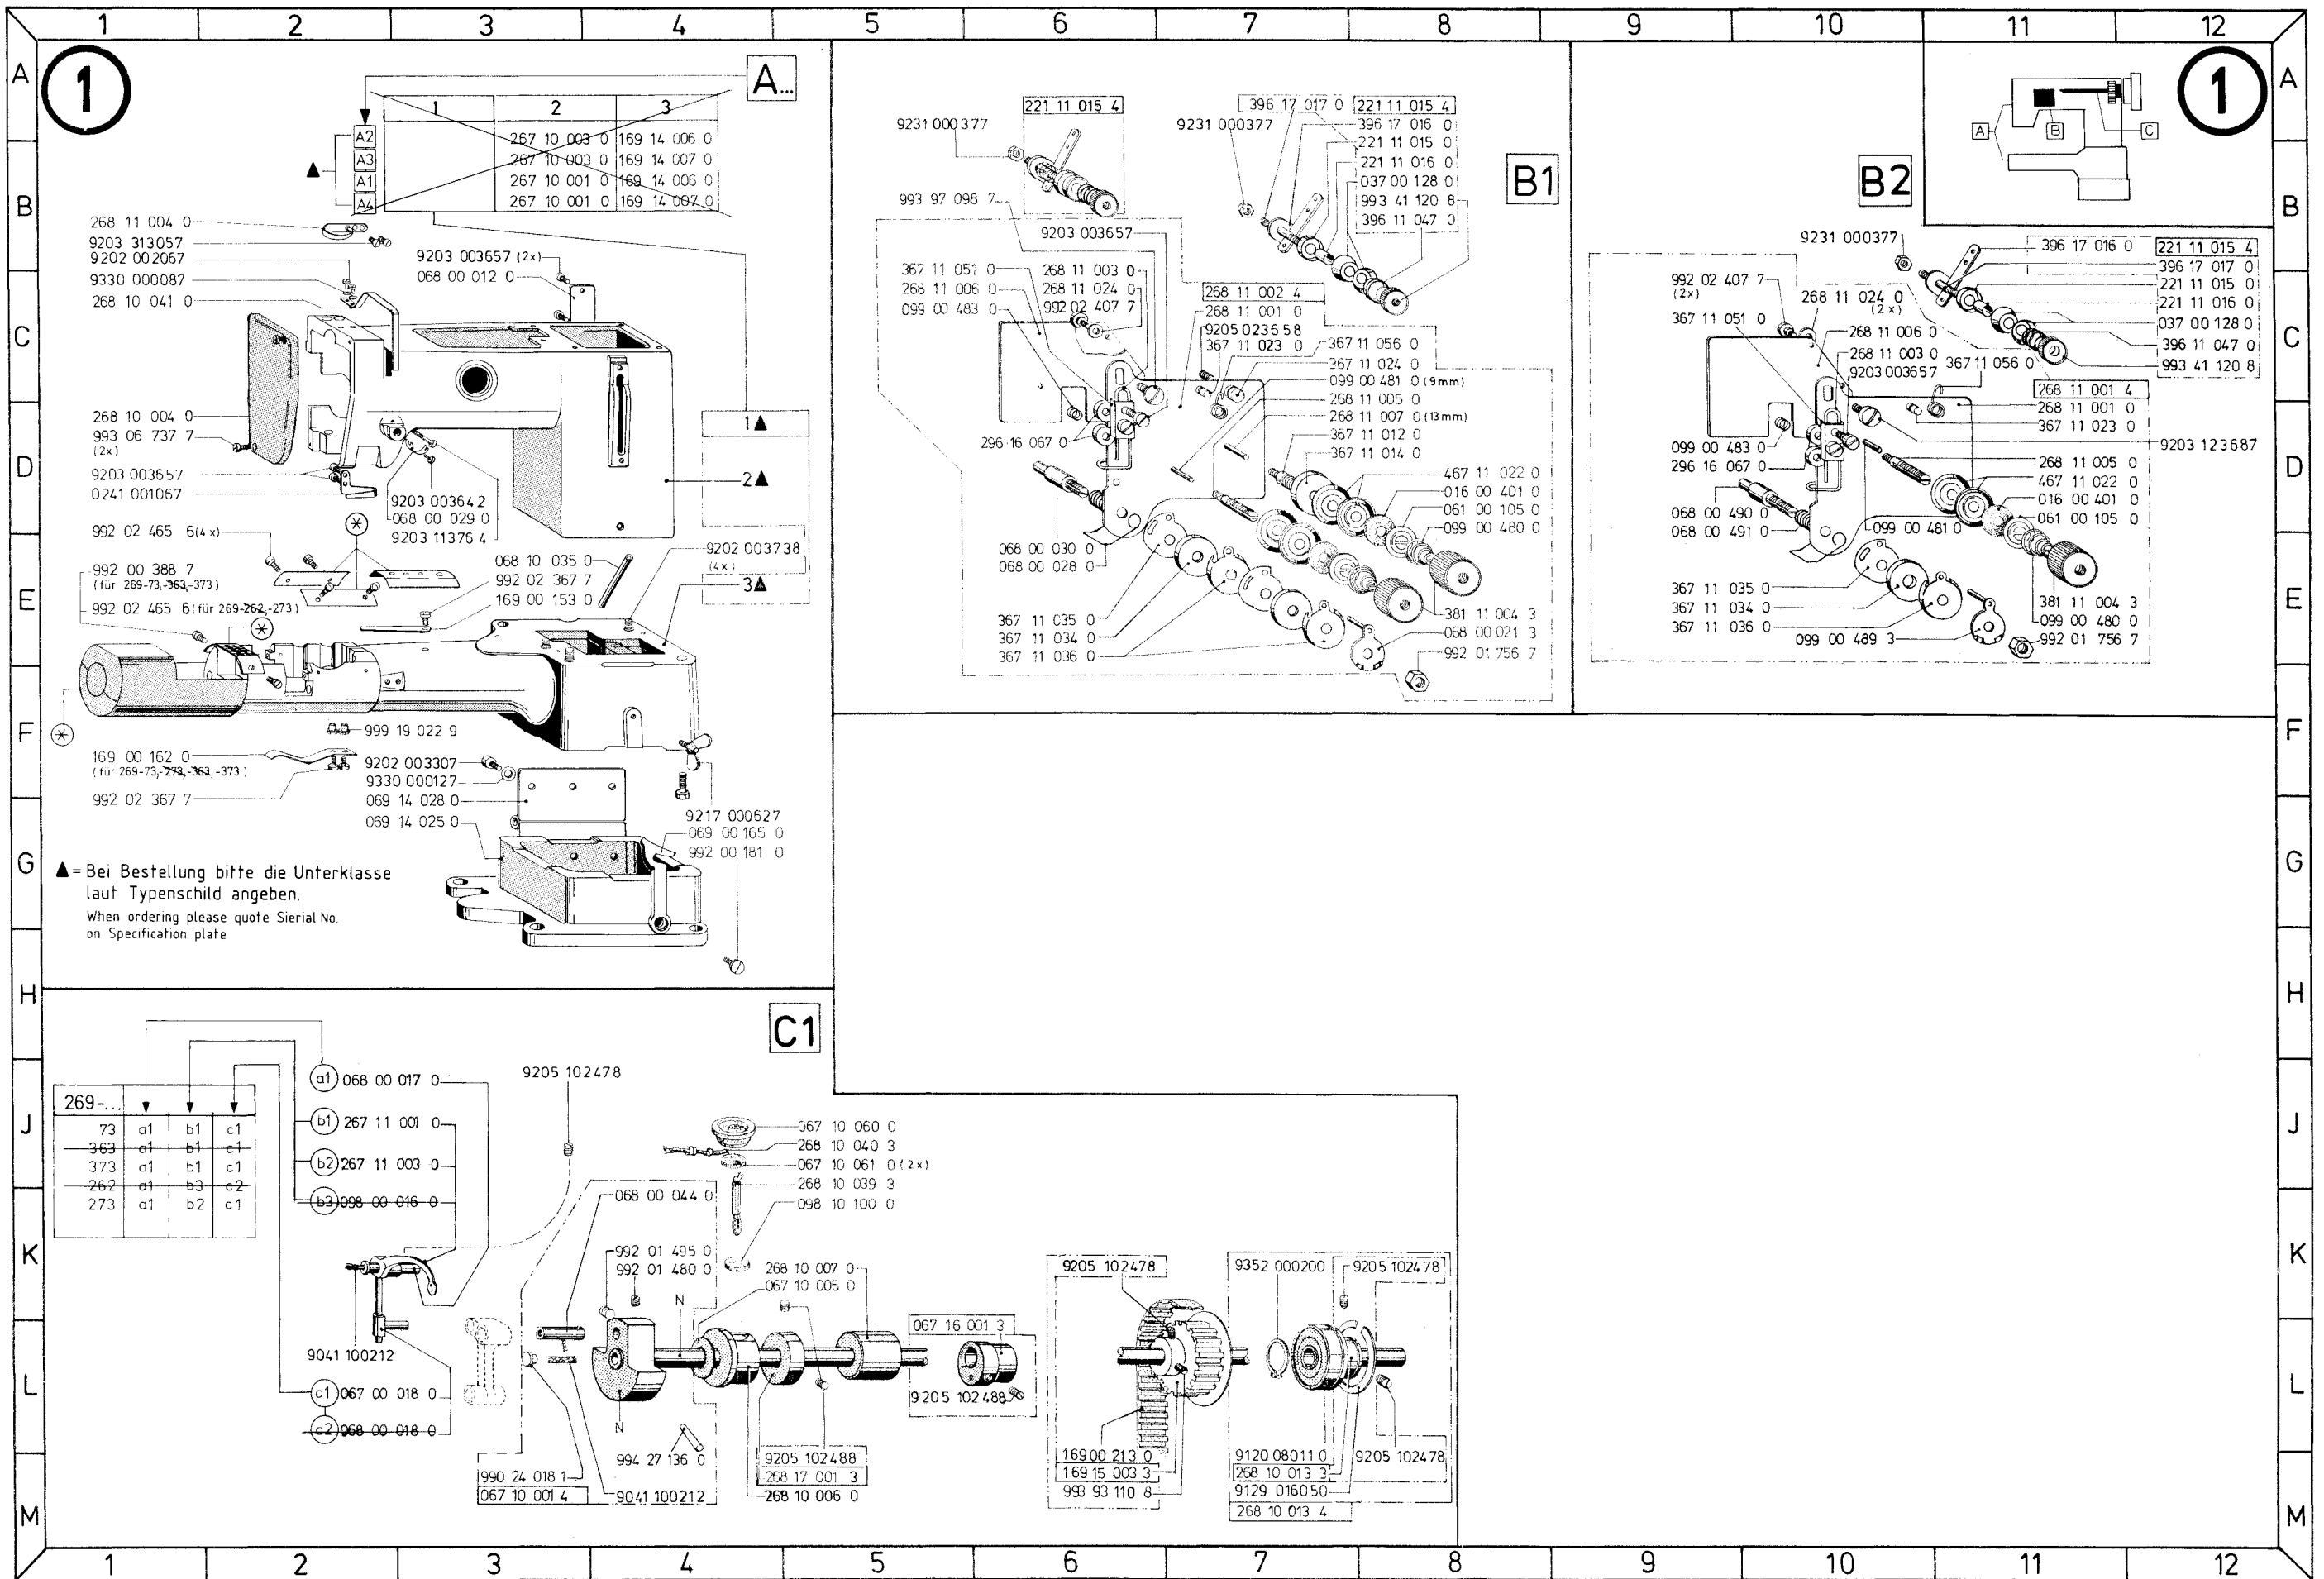 1 2 3 4 5 6 7 8 9 10 11 12
A
B
C
D
E
F
G
H
J
K
L
M
1
A...
1 2 3
A2 267 10 003 0 169 14 006 0
A3 267 10 003 0 169 14 007 0
A1 267 10 001 0 169 14 006 0
A4 267 10 001 0 169 14 007 0
▲
268 11 004 0
9203 313057
9202 002067
9330 000087
268 10 041 0
9203 003657 (2x)
068 00 012 0
268 10 004 0
993 06 737 7
(2x)
9203 003657
0241 001067
9203 003642
068 00 029 0
9203 113764
1▲
2▲
992 02 465 6(4x)
992 00 388 7
(für 269-73,-363,-373)
992 02 465 6(für 269-262,-273)
068 10 035 0
992 02 367 7
169 00 153 0
9202 003738
(4x)
3▲
999 19 022 9
169 00 162 0
(für 269-73,-273,-363,-373)
992 02 367 7
9202 003307
9330 000127
069 14 028 0
069 14 025 0
9217 000627
069 00 165 0
992 00 181 0
▲ = Bei Bestellung bitte die Unterklasse
laut Typenschild angeben.
When ordering please quote Sierial No.
on Specification plate
B1
221 11 015 4
9231 000377
993 97 098 7
9203 003657
9231 000377
396 17 017 0
221 11 015 4
396 17 016 0
221 11 015 0
221 11 016 0
037 00 128 0
993 41 120 8
396 11 047 0
367 11 051 0
268 11 006 0
099 00 483 0
268 11 003 0
268 11 024 0
992 02 407 7
268 11 002 4
268 11 001 0
9205 023658
367 11 023 0
367 11 056 0
367 11 024 0
099 00 481 0 (9mm)
268 11 005 0
268 11 007 0 (13mm)
367 11 012 0
367 11 014 0
296 16 067 0
467 11 022 0
016 00 401 0
061 00 105 0
099 00 480 0
068 00 030 0
068 00 028 0
367 11 035 0
367 11 034 0
367 11 036 0
381 11 004 3
068 00 021 3
992 01 756 7
B2
1
A
B
C
9231 000377
396 17 016 0
221 11 015 4
396 17 017 0
221 11 015 0
221 11 016 0
037 00 128 0
396 11 047 0
993 41 120 8
992 02 407 7
(2x)
268 11 024 0
(2x)
367 11 051 0
268 11 006 0
268 11 003 0
9203 003657
367 11 056 0
268 11 001 4
268 11 001 0
367 11 023 0
9203 123687
099 00 483 0
296 16 067 0
268 11 005 0
467 11 022 0
016 00 401 0
061 00 105 0
068 00 490 0
068 00 491 0
099 00 481 0
367 11 035 0
367 11 034 0
367 11 036 0
099 00 489 3
381 11 004 3
099 00 480 0
992 01 756 7
C1
269-...
73 a1 b1 c1
363 a1 b1 c1
373 a1 b1 c1
262 a1 b3 c2
273 a1 b2 c1
a1 068 00 017 0
b1 267 11 001 0
b2 267 11 003 0
b3 098 00 016 0
9041 100212
c1 067 00 018 0
c2 068 00 018 0
9205 102478
067 10 060 0
268 10 040 3
067 10 061 0 (2x)
268 10 039 3
098 10 100 0
068 00 044 0
992 01 495 0
992 01 480 0
N
N
268 10 007 0
067 10 005 0
990 24 018 1
067 10 001 4
994 27 136 0
9041 100212
9205 102488
268 17 001 3
268 10 006 0
067 16 001 3
9205 102488
9205 102478
169 00 213 0
169 15 003 3
993 93 110 8
9352 000200
9205 102478
9120 08011 0
268 10 013 3
9129 016050
268 10 013 4
9205 102478
A
B
C
D
E
F
G
H
J
K
L
M
1 2 3 4 5 6 7 8 9 10 11 12